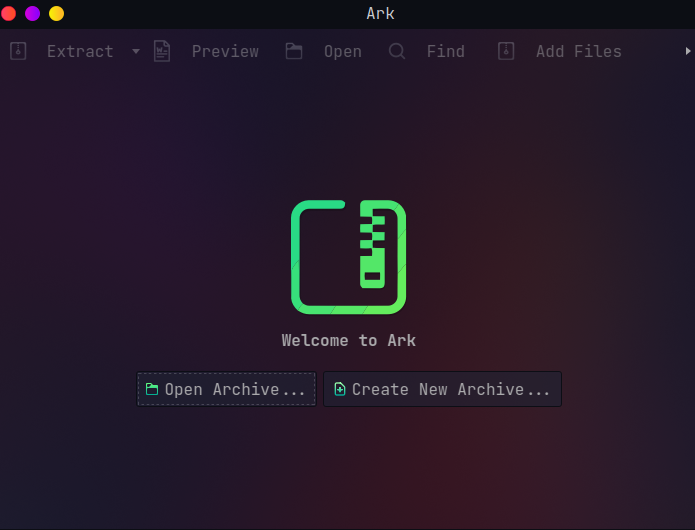 Ark
Extract Preview Open Find Add Files
Welcome to Ark
Open Archive... Create New Archive...